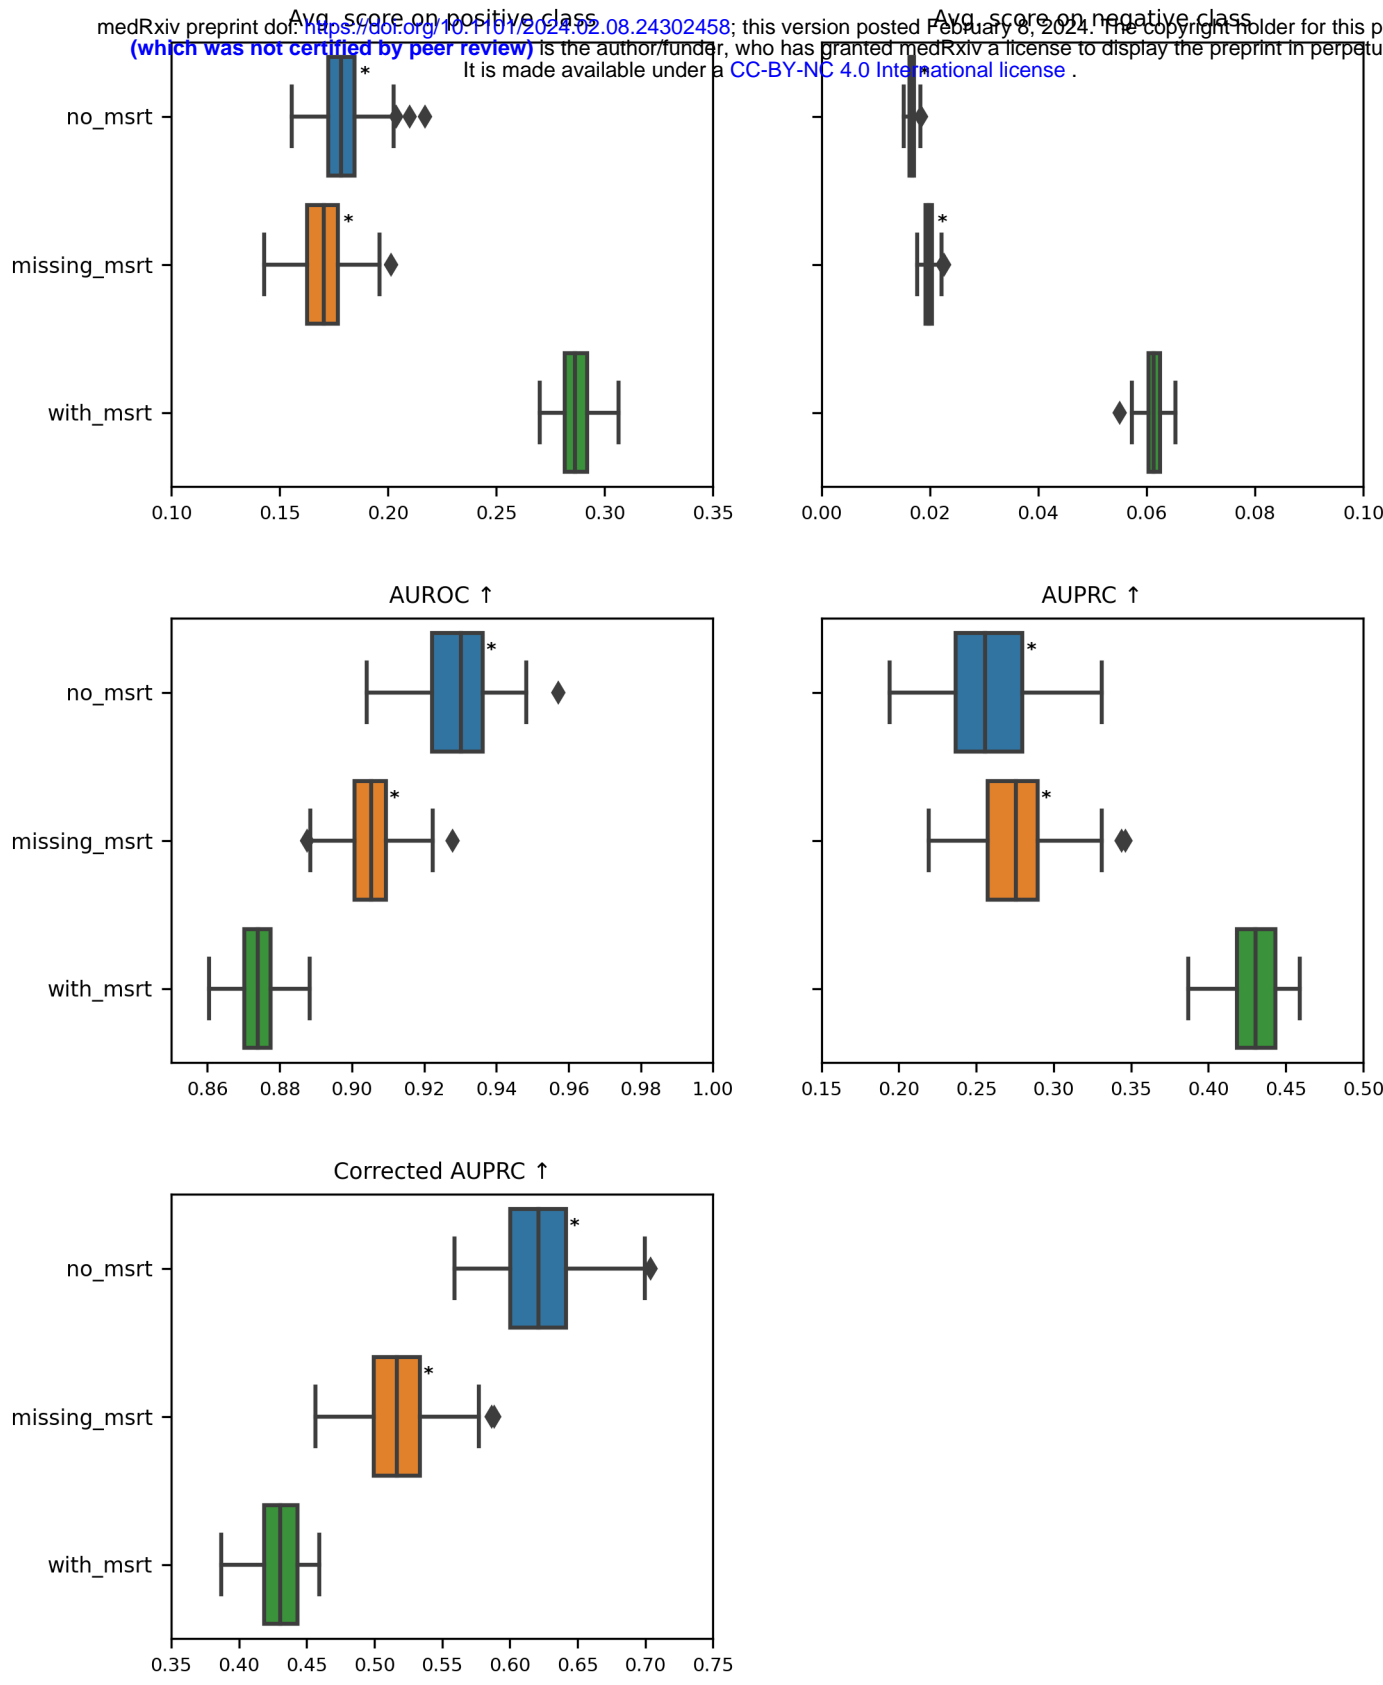 Avg. score on positive class
Avg. score on negative class
medRxiv preprint doi: https://doi.org/10.1101/2024.02.08.24302458; this version posted February 8, 2024. The copyright holder for this p
(which was not certified by peer review) is the author/funder, who has granted medRxiv a license to display the preprint in perpetu
It is made available under a CC-BY-NC 4.0 International license .
no_msrt
*
*
missing_msrt
*
*
with_msrt
0.10 0.15 0.20 0.25 0.30 0.35
0.00 0.02 0.04 0.06 0.08 0.10
AUROC ↑
AUPRC ↑
no_msrt
*
*
missing_msrt
*
*
with_msrt
0.86 0.88 0.90 0.92 0.94 0.96 0.98 1.00
0.15 0.20 0.25 0.30 0.35 0.40 0.45 0.50
Corrected AUPRC ↑
no_msrt
*
missing_msrt
*
with_msrt
0.35 0.40 0.45 0.50 0.55 0.60 0.65 0.70 0.75